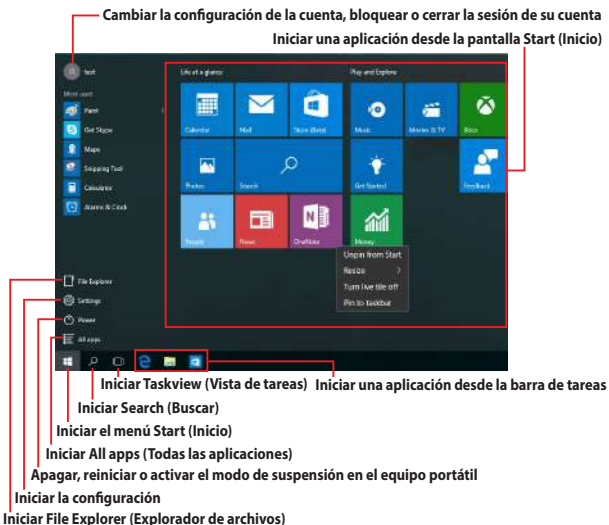 Cambiar la configuración de la cuenta, bloquear o cerrar la sesión de su cuenta
Iniciar una aplicación desde la pantalla Start (Inicio)
test
Life at a glance
Play and Explore
Most used
Paint
Get Skype
Maps
Snipping Tool
Calculator
Alarms & Clock
Calendar
Mail
Store (Beta)
Music
Movies & TV
Xbox
Photos
Search
Get Started
Feedback
People
News
OneNote
Money
Unpin from Start
Resize
Turn live tile off
Pin to taskbar
File Explorer
Settings
Power
All apps
Iniciar Taskview (Vista de tareas)
Iniciar una aplicación desde la barra de tareas
Iniciar Search (Buscar)
Iniciar el menú Start (Inicio)
Iniciar All apps (Todas las aplicaciones)
Apagar, reiniciar o activar el modo de suspensión en el equipo portátil
Iniciar la configuración
Iniciar File Explorer (Explorador de archivos)